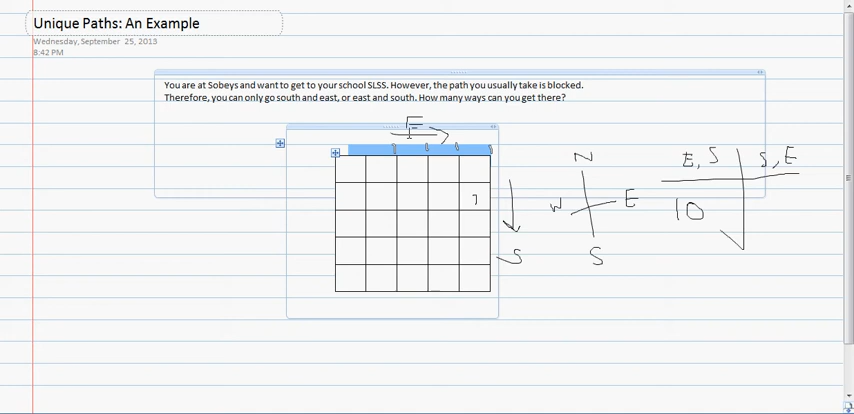 Unique Paths: An Example
Wednesday, September 25, 2013
8:42 PM
You are at Sobeys and want to get to your school SLSS. However, the path you usually take is blocked.
Therefore, you can only go south and east, or east and south. How many ways can you get there?
E
N
E, S
S, E
W
E
10
S
S